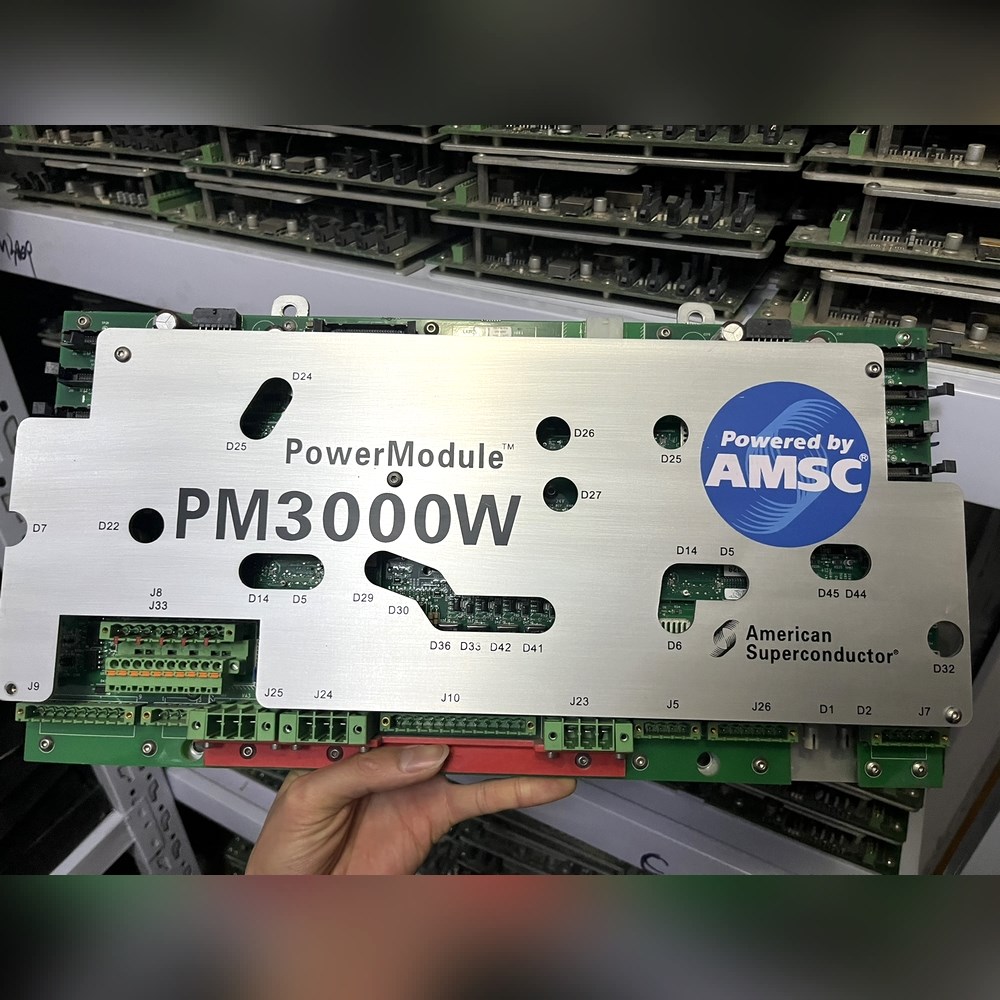 D24
D25
PowerModule™
PM3000W
D26
D27
D25
Powered by
AMSC®
D7
D22
D14 D5
D29
D30
D36 D33 D42 D41
D14 D5
D6
D45 D44
American
Superconductor®
D32
J8
J33
J9
J25
J24
J10
J23
J5
J26
D1
D2
J7